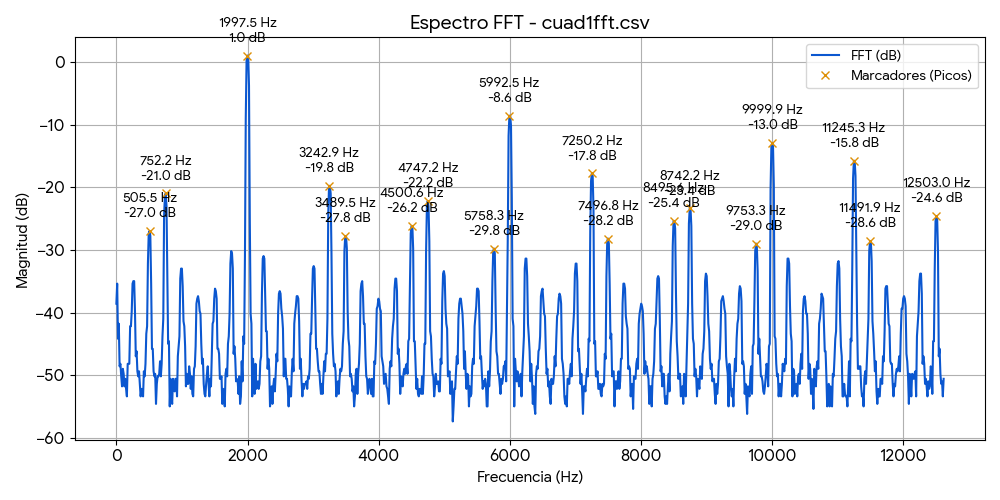 Espectro FFT - cuad1fft.csv
1997.5 Hz
1.0 dB
FFT (dB)
Marcadores (Picos)
5992.5 Hz
-8.6 dB
9999.9 Hz
-13.0 dB
11245.3 Hz
-15.8 dB
7250.2 Hz
-17.8 dB
3242.9 Hz
-19.8 dB
752.2 Hz
-21.0 dB
4747.2 Hz
-22.2 dB
8742.2 Hz
-23.4 dB
12503.0 Hz
-24.6 dB
8495.6 Hz
-25.4 dB
4500.6 Hz
-26.2 dB
505.5 Hz
-27.0 dB
3489.5 Hz
-27.8 dB
7496.8 Hz
-28.2 dB
11491.9 Hz
-28.6 dB
9753.3 Hz
-29.0 dB
5758.3 Hz
-29.8 dB
Magnitud (dB)
0
−10
−20
−30
−40
−50
−60
0 2000 4000 6000 8000 10000 12000
Frecuencia (Hz)